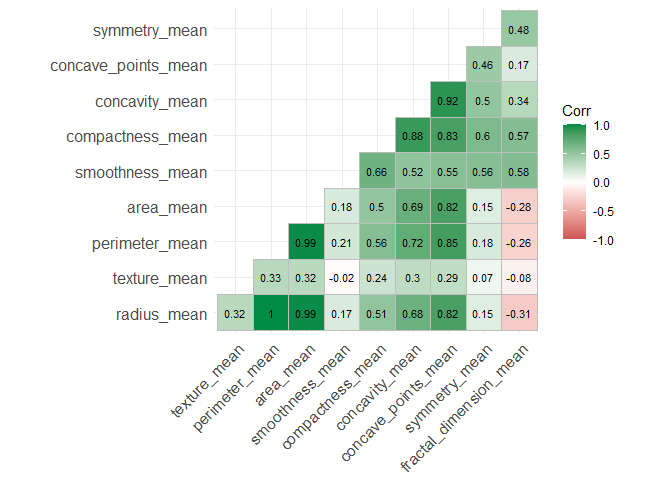 symmetry_mean 0.48
concave_points_mean 0.46 0.17
concavity_mean 0.92 0.5 0.34
compactness_mean 0.88 0.83 0.6 0.57
smoothness_mean 0.66 0.52 0.55 0.56 0.58
area_mean 0.18 0.5 0.69 0.82 0.15 -0.28
perimeter_mean 0.99 0.21 0.56 0.72 0.85 0.18 -0.26
texture_mean 0.33 0.32 -0.02 0.24 0.3 0.29 0.07 -0.08
radius_mean 0.32 1 0.99 0.17 0.51 0.68 0.82 0.15 -0.31
texture_mean
perimeter_mean
area_mean
smoothness_mean
compactness_mean
concavity_mean
concave_points_mean
symmetry_mean
fractal_dimension_mean
Corr
1.0
0.5
0.0
-0.5
-1.0